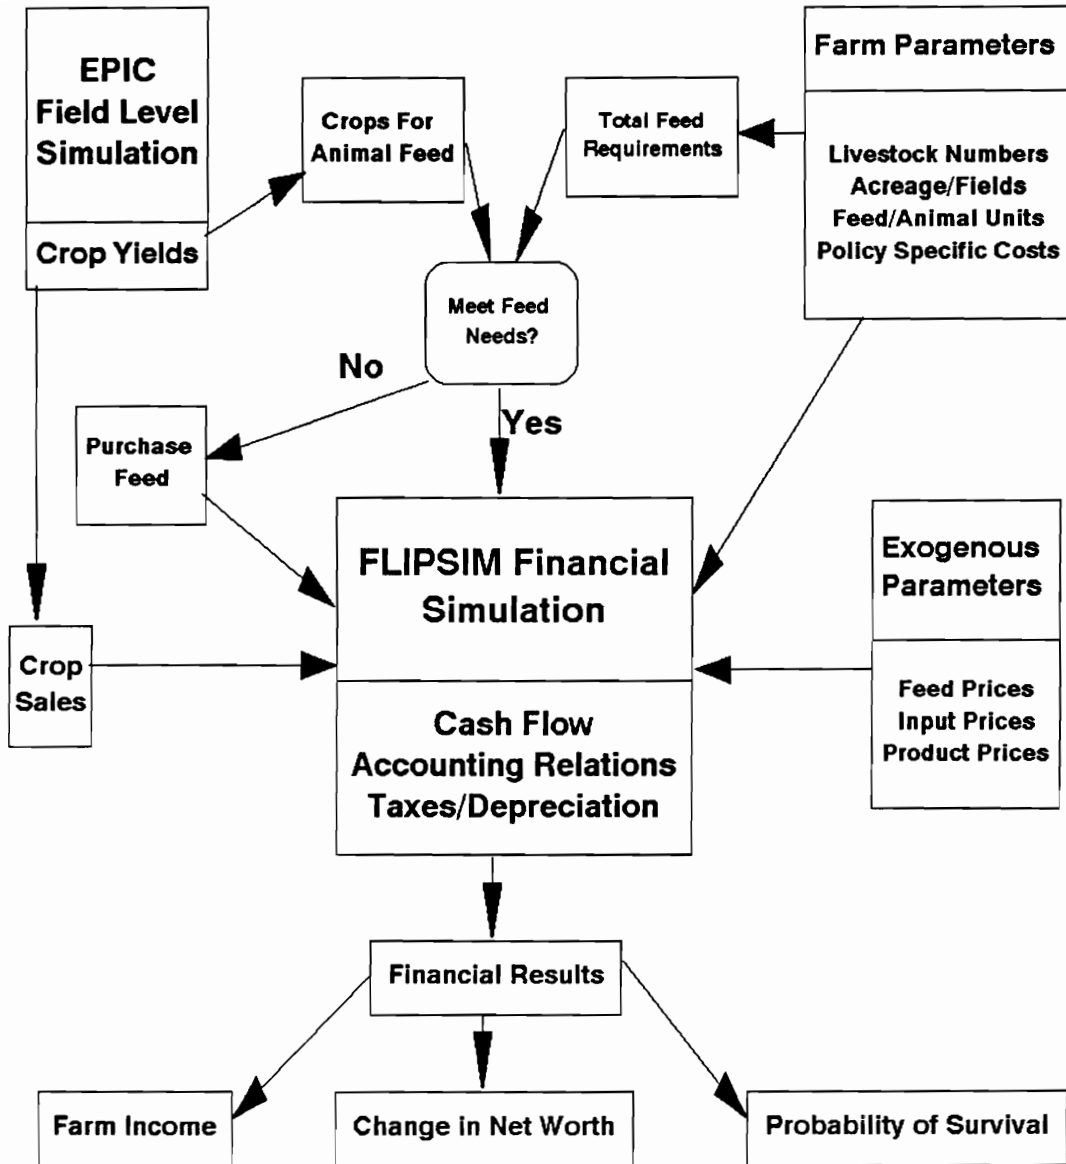 EPIC
Field Level
Simulation
Crop Yields
Crops For
Animal Feed
Total Feed
Requirements
Farm Parameters
Livestock Numbers
Acreage/Fields
Feed/Animal Units
Policy Specific Costs
Meet Feed
Needs?
No
Yes
Purchase
Feed
FLIPSIM Financial
Simulation
Cash Flow
Accounting Relations
Taxes/Depreciation
Exogenous
Parameters
Feed Prices
Input Prices
Product Prices
Crop
Sales
Financial Results
Farm Income
Change in Net Worth
Probability of Survival